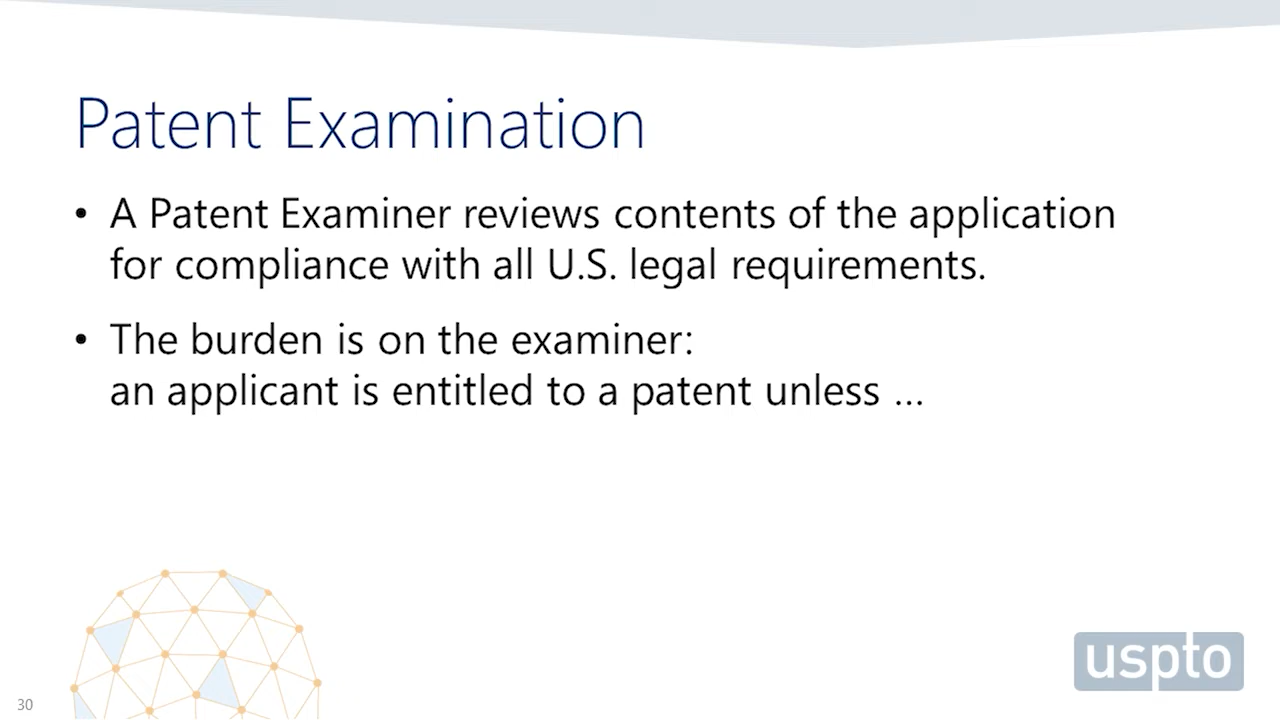 Patent Examination
• A Patent Examiner reviews contents of the application
for compliance with all U.S. legal requirements.
• The burden is on the examiner:
an applicant is entitled to a patent unless ...
uspto
30